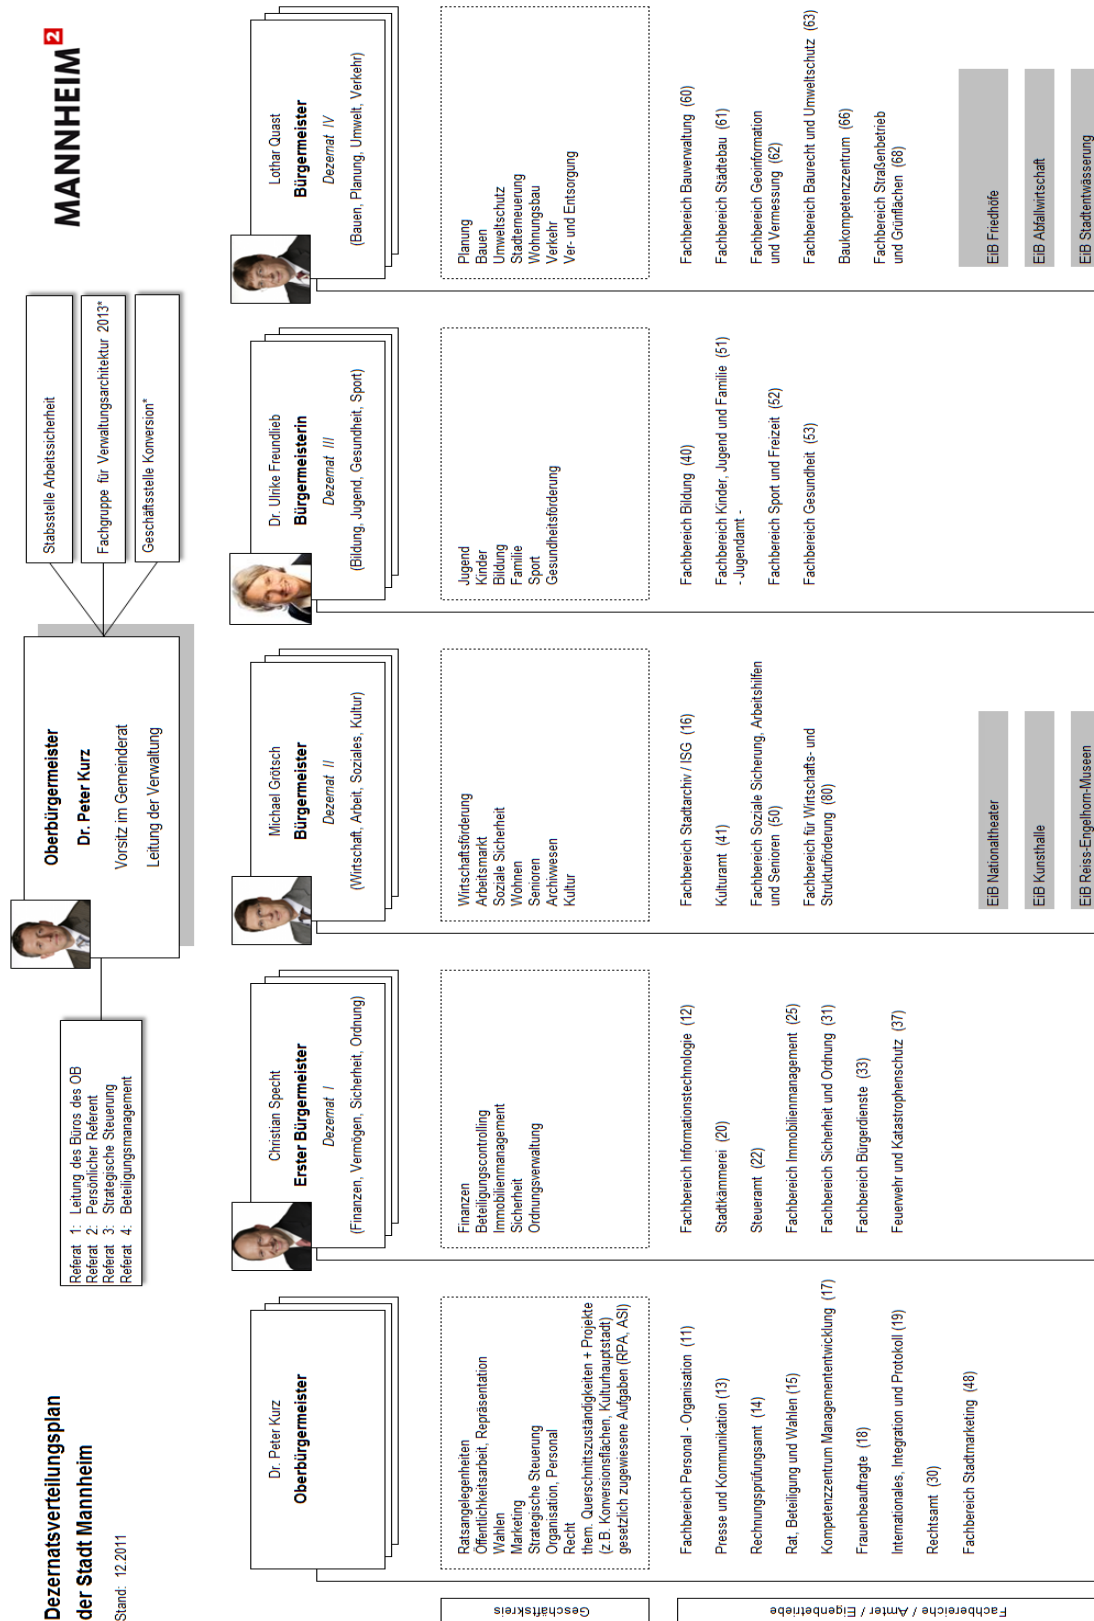 Dezernatsverteilungsplan
der Stadt Mannheim
Stand: 12.2011
MANNHEIM 2
Referat 1: Leitung des Büros des OB
Referat 2: Persönlicher Referent
Referat 3: Strategische Steuerung
Referat 4: Beteiligungsmanagement
Oberbürgermeister
Dr. Peter Kurz
Vorsitz im Gemeinderat
Leitung der Verwaltung
Stabsstelle Arbeitssicherheit
Fachgruppe für Verwaltungsarchitektur 2013*
Geschäftsstelle Konversion*
Dr. Peter Kurz
Oberbürgermeister
Christian Specht
Erster Bürgermeister
Dezernat I
(Finanzen, Vermögen, Sicherheit, Ordnung)
Michael Grötsch
Bürgermeister
Dezernat II
(Wirtschaft, Arbeit, Soziales, Kultur)
Dr. Ulrike Freundlieb
Bürgermeisterin
Dezernat III
(Bildung, Jugend, Gesundheit, Sport)
Lothar Quast
Bürgermeister
Dezernat IV
(Bauen, Planung, Umwelt, Verkehr)
Geschäftskreis
Ratsangelegenheiten
Öffentlichkeitsarbeit, Repräsentation
Wahlen
Marketing
Strategische Steuerung
Organisation, Personal
Recht
them. Querschnittszuständigkeiten + Projekte
(z.B. Konversionsflächen, Kulturhauptstadt)
gesetzlich zugewiesene Aufgaben (RPA, ASI)
Finanzen
Beteiligungscontrolling
Immobilienmanagement
Sicherheit
Ordnungsverwaltung
Wirtschaftsförderung
Arbeitsmarkt
Soziale Sicherheit
Wohnen
Senioren
Archivwesen
Kultur
Jugend
Kinder
Bildung
Familie
Sport
Gesundheitsförderung
Planung
Bauen
Umweltschutz
Stadterneuerung
Wohnungsbau
Verkehr
Ver- und Entsorgung
Fachbereiche / Ämter / Eigenbetriebe
Fachbereich Personal - Organisation (11)
Presse und Kommunikation (13)
Rechnungsprüfungsamt (14)
Rat, Beteiligung und Wahlen (15)
Kompetenzzentrum Managemententwicklung (17)
Frauenbeauftragte (18)
Internationales, Integration und Protokoll (19)
Rechtsamt (30)
Fachbereich Stadtmarketing (48)
Fachbereich Informationstechnologie (12)
Stadtkämmerei (20)
Steueramt (22)
Fachbereich Immobilienmanagement (25)
Fachbereich Sicherheit und Ordnung (31)
Fachbereich Bürgerdienste (33)
Feuerwehr und Katastrophenschutz (37)
Fachbereich Stadtarchiv / ISG (16)
Kulturamt (41)
Fachbereich Soziale Sicherung, Arbeitshilfen
und Senioren (50)
Fachbereich für Wirtschafts- und
Strukturförderung (80)
EiB Nationaltheater
EiB Kunsthalle
EiB Reiss-Engelhorn-Museen
Fachbereich Bildung (40)
Fachbereich Kinder, Jugend und Familie (51)
- Jugendamt -
Fachbereich Sport und Freizeit (52)
Fachbereich Gesundheit (53)
Fachbereich Bauverwaltung (60)
Fachbereich Städtebau (61)
Fachbereich Geoinformation
und Vermessung (62)
Fachbereich Baurecht und Umweltschutz (63)
Baukompetenzzentrum (66)
Fachbereich Straßenbetrieb
und Grünflächen (68)
EiB Friedhöfe
EiB Abfallwirtschaft
EiB Stadtentwässerung